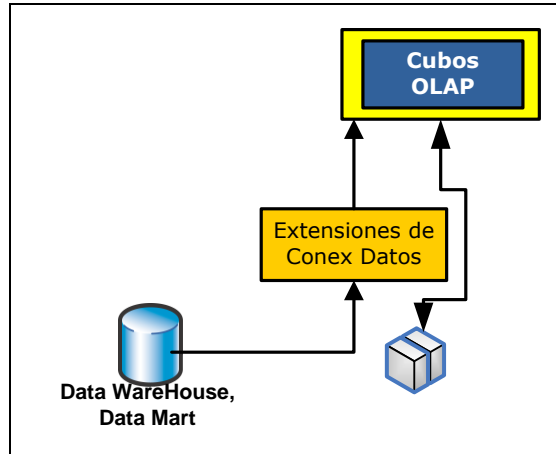 Cubos
OLAP
Extensiones de
Conex Datos
Data WareHouse,
Data Mart